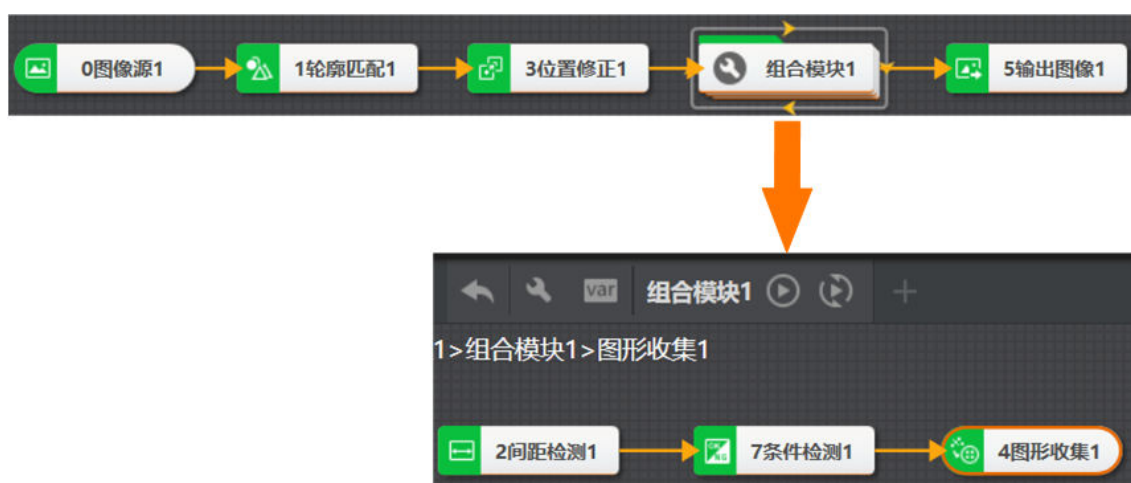 0图像源1
1轮廓匹配1
3位置修正1
组合模块1
5输出图像1
var
组合模块1
1>组合模块1>图形收集1
2间距检测1
7条件检测1
OK
NG
4图形收集1